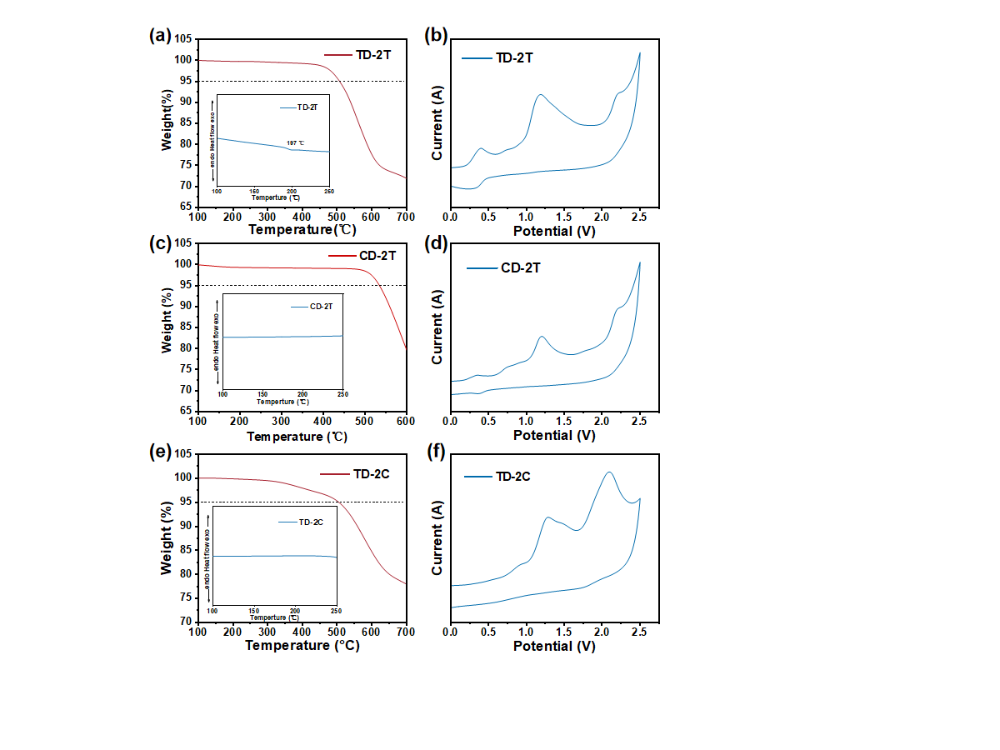 (a)
105
100
95
90
85
80
75
70
65
Weight(%)
TD-2T
endo Heat flow exo
TD-2T
197 ℃
100 150 200 250
Temperture (℃)
100 200 300 400 500 600 700
Temperature(℃)
(b)
TD-2T
Current (A)
0.0 0.5 1.0 1.5 2.0 2.5
Potential (V)
(c)
105
100
95
90
85
80
75
70
65
Weight (%)
CD-2T
endo Heat flow exo
CD-2T
100 150 200 250
Temperture (℃)
100 200 300 400 500 600
Temperature (℃)
(d)
CD-2T
Current (A)
0.0 0.5 1.0 1.5 2.0 2.5
Potential (V)
(e)
105
100
95
90
85
80
75
70
Weight (%)
TD-2C
endo Heat flow exo
TD-2C
100 150 200 250
Temperture (℃)
100 200 300 400 500 600 700
Temperature (°C)
(f)
TD-2C
Current (A)
0.0 0.5 1.0 1.5 2.0 2.5
Potential (V)